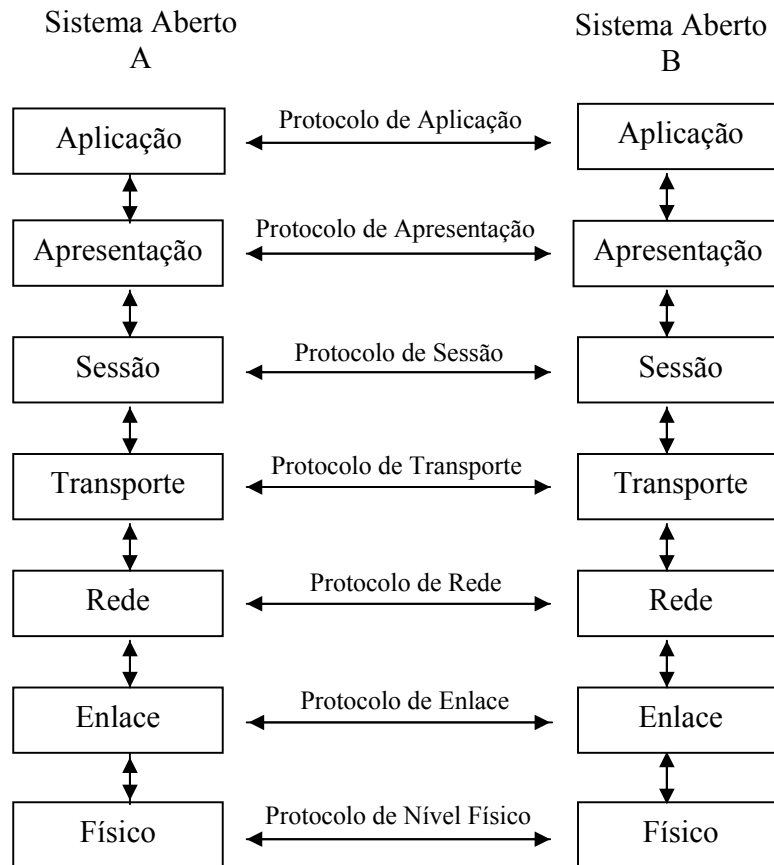 Sistema Aberto
A
Sistema Aberto
B
Aplicação
Protocolo de Aplicação
Aplicação
Apresentação
Protocolo de Apresentação
Apresentação
Sessão
Protocolo de Sessão
Sessão
Transporte
Protocolo de Transporte
Transporte
Rede
Protocolo de Rede
Rede
Enlace
Protocolo de Enlace
Enlace
Físico
Protocolo de Nível Físico
Físico